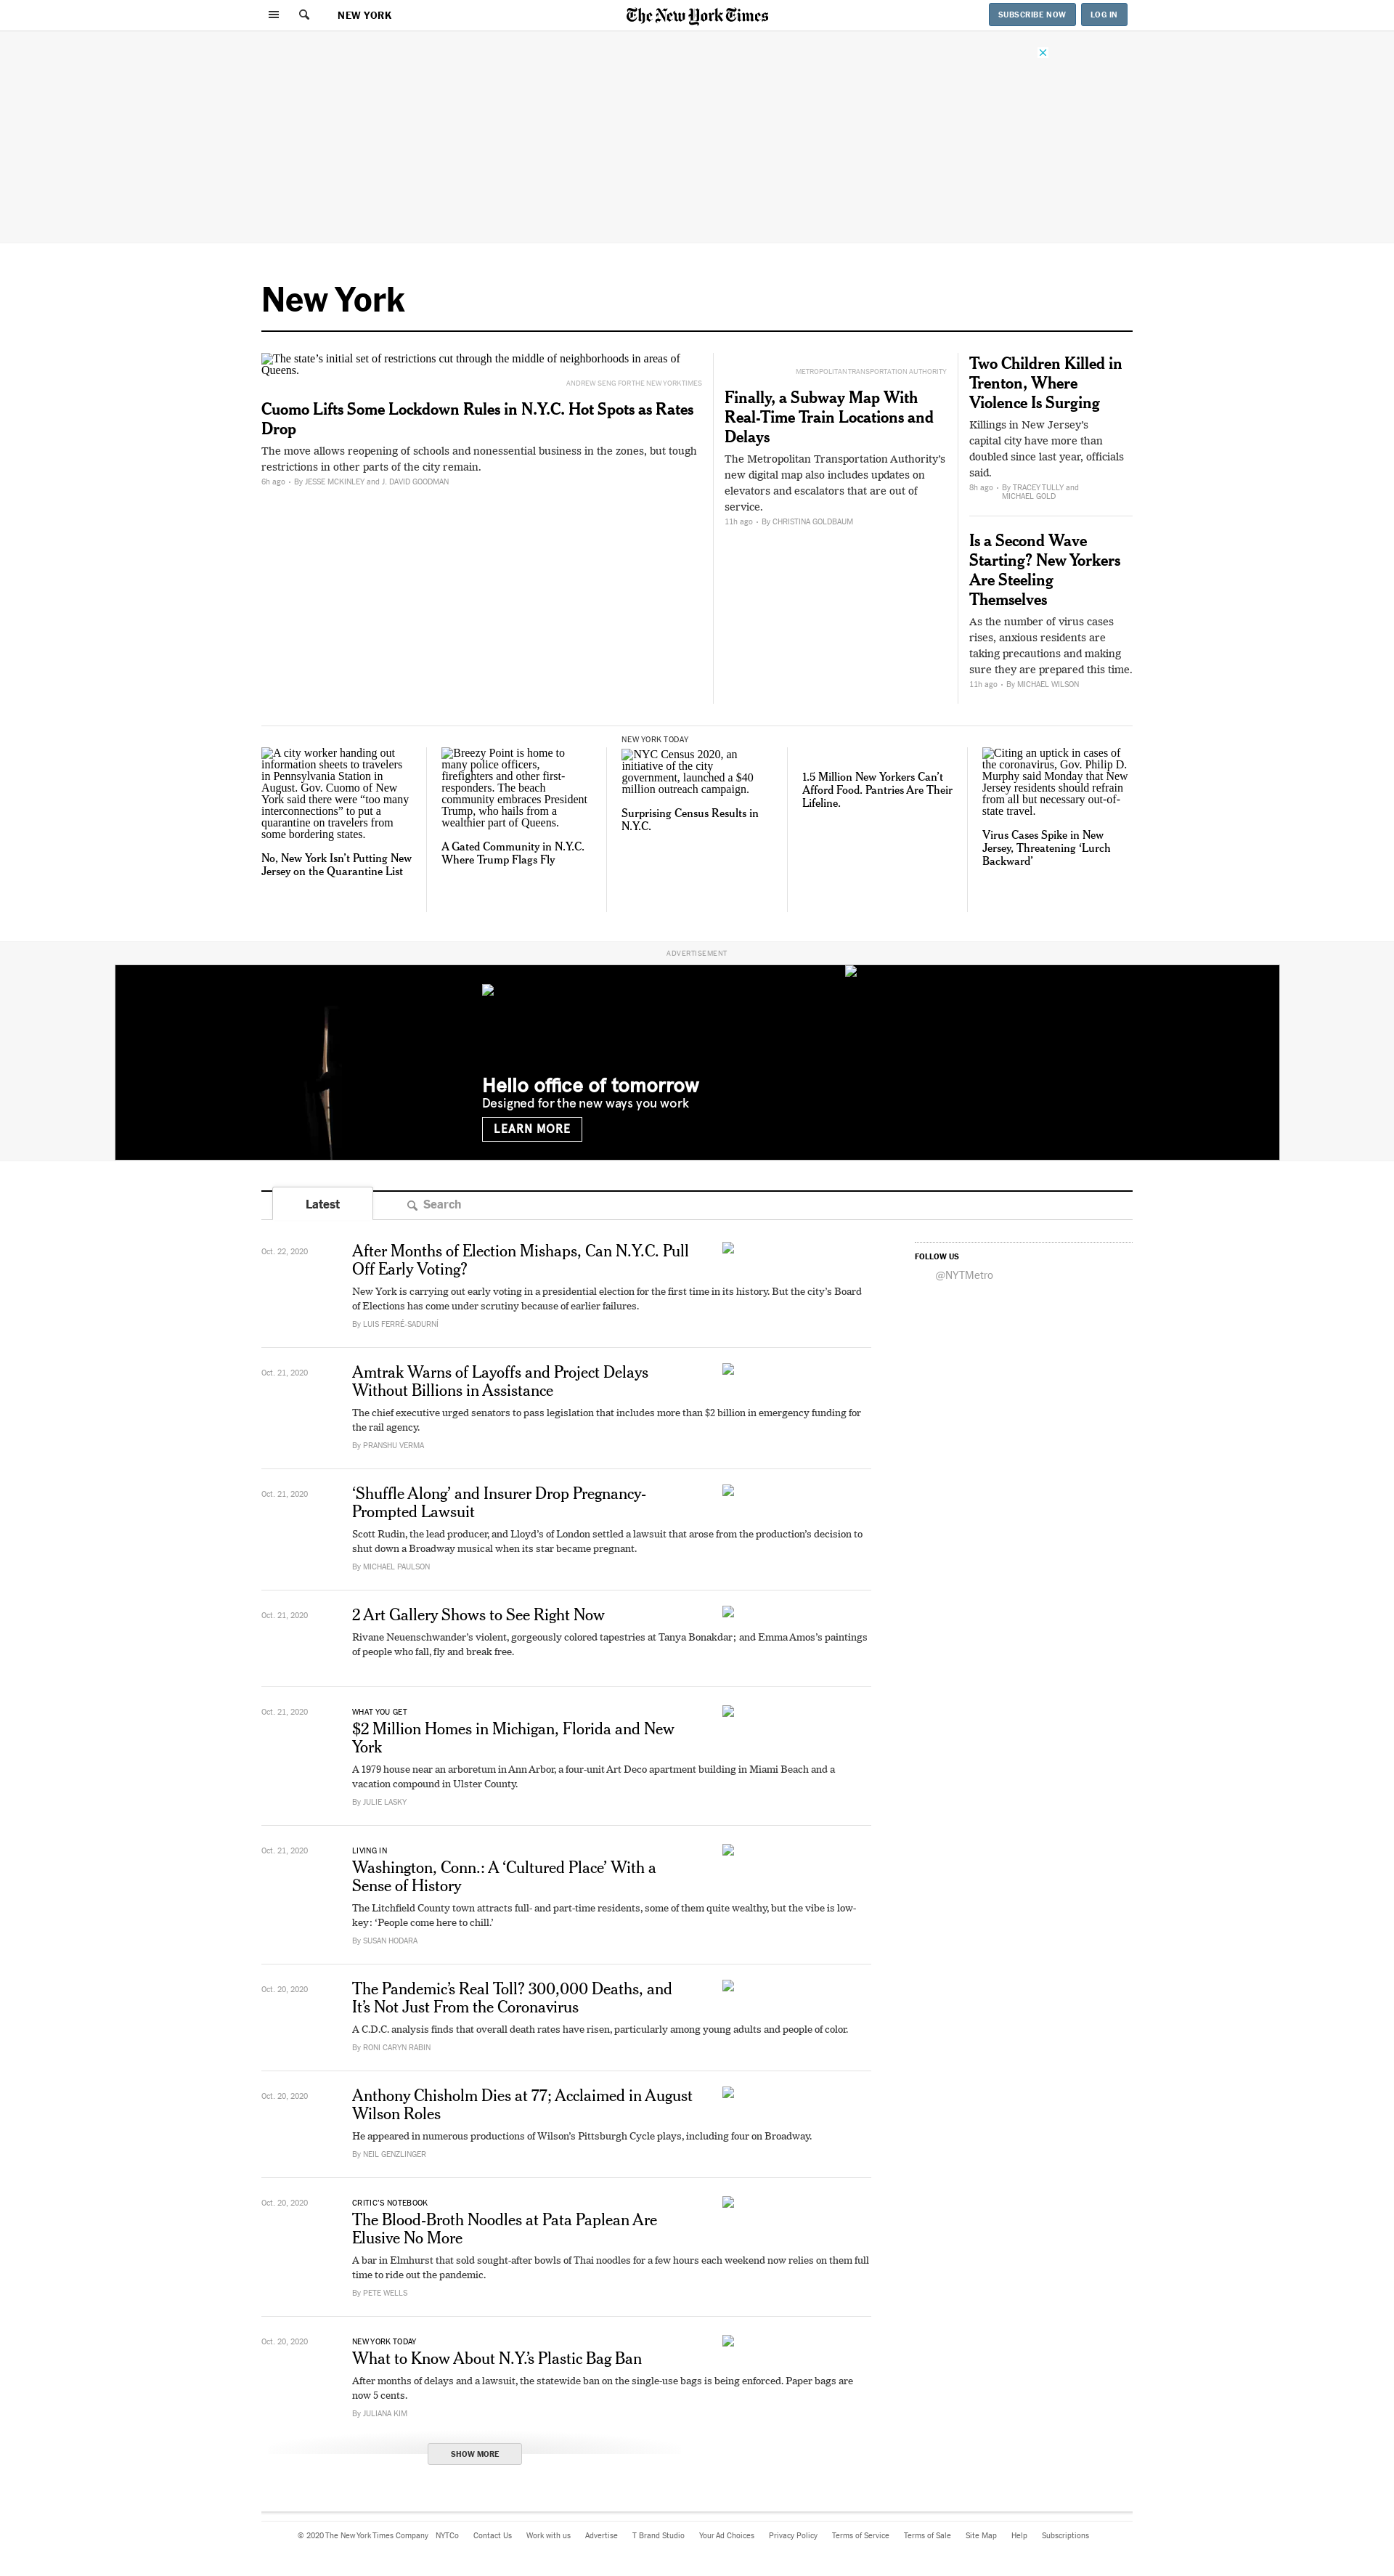 NEW YORK
The New York Times
SUBSCRIBE NOW
LOG IN
New York
The state’s initial set of restrictions cut through the middle of neighborhoods in areas of
Queens.
ANDREW SENG FOR THE NEW YORK TIMES
Cuomo Lifts Some Lockdown Rules in N.Y.C. Hot Spots as Rates
Drop
The move allows reopening of schools and nonessential business in the zones, but tough
restrictions in other parts of the city remain.
6h ago • By JESSE MCKINLEY and J. DAVID GOODMAN
METROPOLITAN TRANSPORTATION AUTHORITY
Finally, a Subway Map With
Real-Time Train Locations and
Delays
The Metropolitan Transportation Authority’s
new digital map also includes updates on
elevators and escalators that are out of
service.
11h ago • By CHRISTINA GOLDBAUM
Two Children Killed in
Trenton, Where
Violence Is Surging
Killings in New Jersey’s
capital city have more than
doubled since last year, officials
said.
8h ago • By TRACEY TULLY and
MICHAEL GOLD
Is a Second Wave
Starting? New Yorkers
Are Steeling
Themselves
As the number of virus cases
rises, anxious residents are
taking precautions and making
sure they are prepared this time.
11h ago • By MICHAEL WILSON
A city worker handing out
information sheets to travelers
in Pennsylvania Station in
August. Gov. Cuomo of New
York said there were “too many
interconnections” to put a
quarantine on travelers from
some bordering states.
No, New York Isn’t Putting New
Jersey on the Quarantine List
Breezy Point is home to
many police officers,
firefighters and other first-
responders. The beach
community embraces President
Trump, who hails from a
wealthier part of Queens.
A Gated Community in N.Y.C.
Where Trump Flags Fly
NEW YORK TODAY
NYC Census 2020, an
initiative of the city
government, launched a $40
million outreach campaign.
Surprising Census Results in
N.Y.C.
1.5 Million New Yorkers Can’t
Afford Food. Pantries Are Their
Lifeline.
Citing an uptick in cases of
the coronavirus, Gov. Philip D.
Murphy said Monday that New
Jersey residents should refrain
from all but necessary out-of-
state travel.
Virus Cases Spike in New
Jersey, Threatening ‘Lurch
Backward’
ADVERTISEMENT
Hello office of tomorrow
Designed for the new ways you work
LEARN MORE
Latest
Search
Oct. 22, 2020
After Months of Election Mishaps, Can N.Y.C. Pull
Off Early Voting?
New York is carrying out early voting in a presidential election for the first time in its history. But the city’s Board
of Elections has come under scrutiny because of earlier failures.
By LUIS FERRÉ-SADURNÍ
FOLLOW US
@NYTMetro
Oct. 21, 2020
Amtrak Warns of Layoffs and Project Delays
Without Billions in Assistance
The chief executive urged senators to pass legislation that includes more than $2 billion in emergency funding for
the rail agency.
By PRANSHU VERMA
Oct. 21, 2020
‘Shuffle Along’ and Insurer Drop Pregnancy-
Prompted Lawsuit
Scott Rudin, the lead producer, and Lloyd’s of London settled a lawsuit that arose from the production’s decision to
shut down a Broadway musical when its star became pregnant.
By MICHAEL PAULSON
Oct. 21, 2020
2 Art Gallery Shows to See Right Now
Rivane Neuenschwander’s violent, gorgeously colored tapestries at Tanya Bonakdar; and Emma Amos’s paintings
of people who fall, fly and break free.
Oct. 21, 2020
WHAT YOU GET
$2 Million Homes in Michigan, Florida and New
York
A 1979 house near an arboretum in Ann Arbor, a four-unit Art Deco apartment building in Miami Beach and a
vacation compound in Ulster County.
By JULIE LASKY
Oct. 21, 2020
LIVING IN
Washington, Conn.: A ‘Cultured Place’ With a
Sense of History
The Litchfield County town attracts full- and part-time residents, some of them quite wealthy, but the vibe is low-
key: ‘People come here to chill.’
By SUSAN HODARA
Oct. 20, 2020
The Pandemic’s Real Toll? 300,000 Deaths, and
It’s Not Just From the Coronavirus
A C.D.C. analysis finds that overall death rates have risen, particularly among young adults and people of color.
By RONI CARYN RABIN
Oct. 20, 2020
Anthony Chisholm Dies at 77; Acclaimed in August
Wilson Roles
He appeared in numerous productions of Wilson’s Pittsburgh Cycle plays, including four on Broadway.
By NEIL GENZLINGER
Oct. 20, 2020
CRITIC’S NOTEBOOK
The Blood-Broth Noodles at Pata Paplean Are
Elusive No More
A bar in Elmhurst that sold sought-after bowls of Thai noodles for a few hours each weekend now relies on them full
time to ride out the pandemic.
By PETE WELLS
Oct. 20, 2020
NEW YORK TODAY
What to Know About N.Y.’s Plastic Bag Ban
After months of delays and a lawsuit, the statewide ban on the single-use bags is being enforced. Paper bags are
now 5 cents.
By JULIANA KIM
SHOW MORE
© 2020 The New York Times Company NYTCo Contact Us Work with us Advertise T Brand Studio Your Ad Choices Privacy Policy Terms of Service Terms of Sale Site Map Help Subscriptions